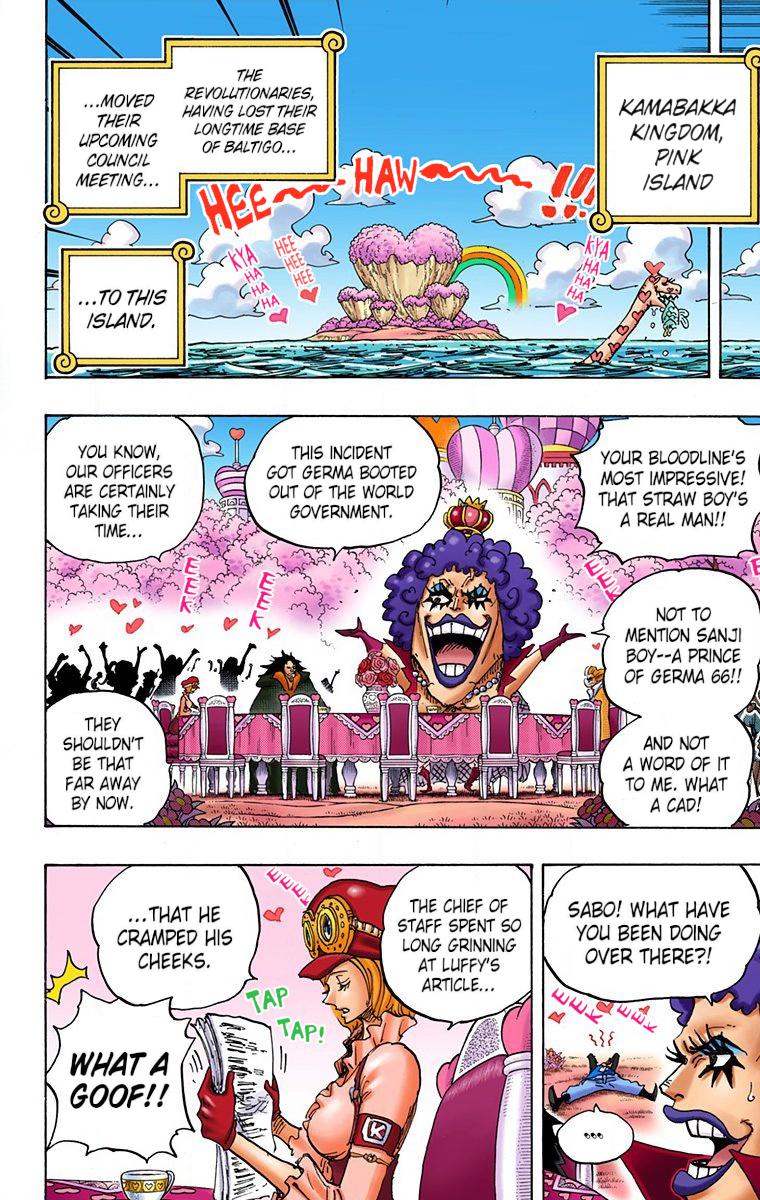 KAMABAKKA
KINGDOM,
PINK
ISLAND
THE
REVOLUTIONARIES,
HAVING LOST THEIR
LONGTIME BASE
OF BALTIGO...
...MOVED
THEIR
UPCOMING
COUNCIL
MEETING...
...TO THIS
ISLAND.
HEE HAW !!!
KYA
HA
HA
HA
HEE
HEE
HEE
KYA
HA
HA
HA
YOUR BLOODLINE'S
MOST IMPRESSIVE!
THAT STRAW BOY'S
A REAL MAN!!
NOT TO
MENTION SANJI
BOY--A PRINCE
OF GERMA 66!!
AND NOT
A WORD OF IT
TO ME. WHAT
A CAD!
THIS INCIDENT
GOT GERMA BOOTED
OUT OF THE WORLD
GOVERNMENT.
YOU KNOW,
OUR OFFICERS
ARE CERTAINLY
TAKING THEIR
TIME...
THEY
SHOULDN'T
BE THAT
FAR AWAY
BY NOW.
EEK
EEK
EEK
SABO! WHAT HAVE
YOU BEEN DOING
OVER THERE?!
EEK
EEK
...
THE CHIEF OF
STAFF SPENT SO
LONG GRINNING
AT LUFFY'S
ARTICLE...
...THAT HE
CRAMPED HIS
CHEEKS.
EEEK
EEEK
TAP
TAP!
K
WHAT A
GOOF!!